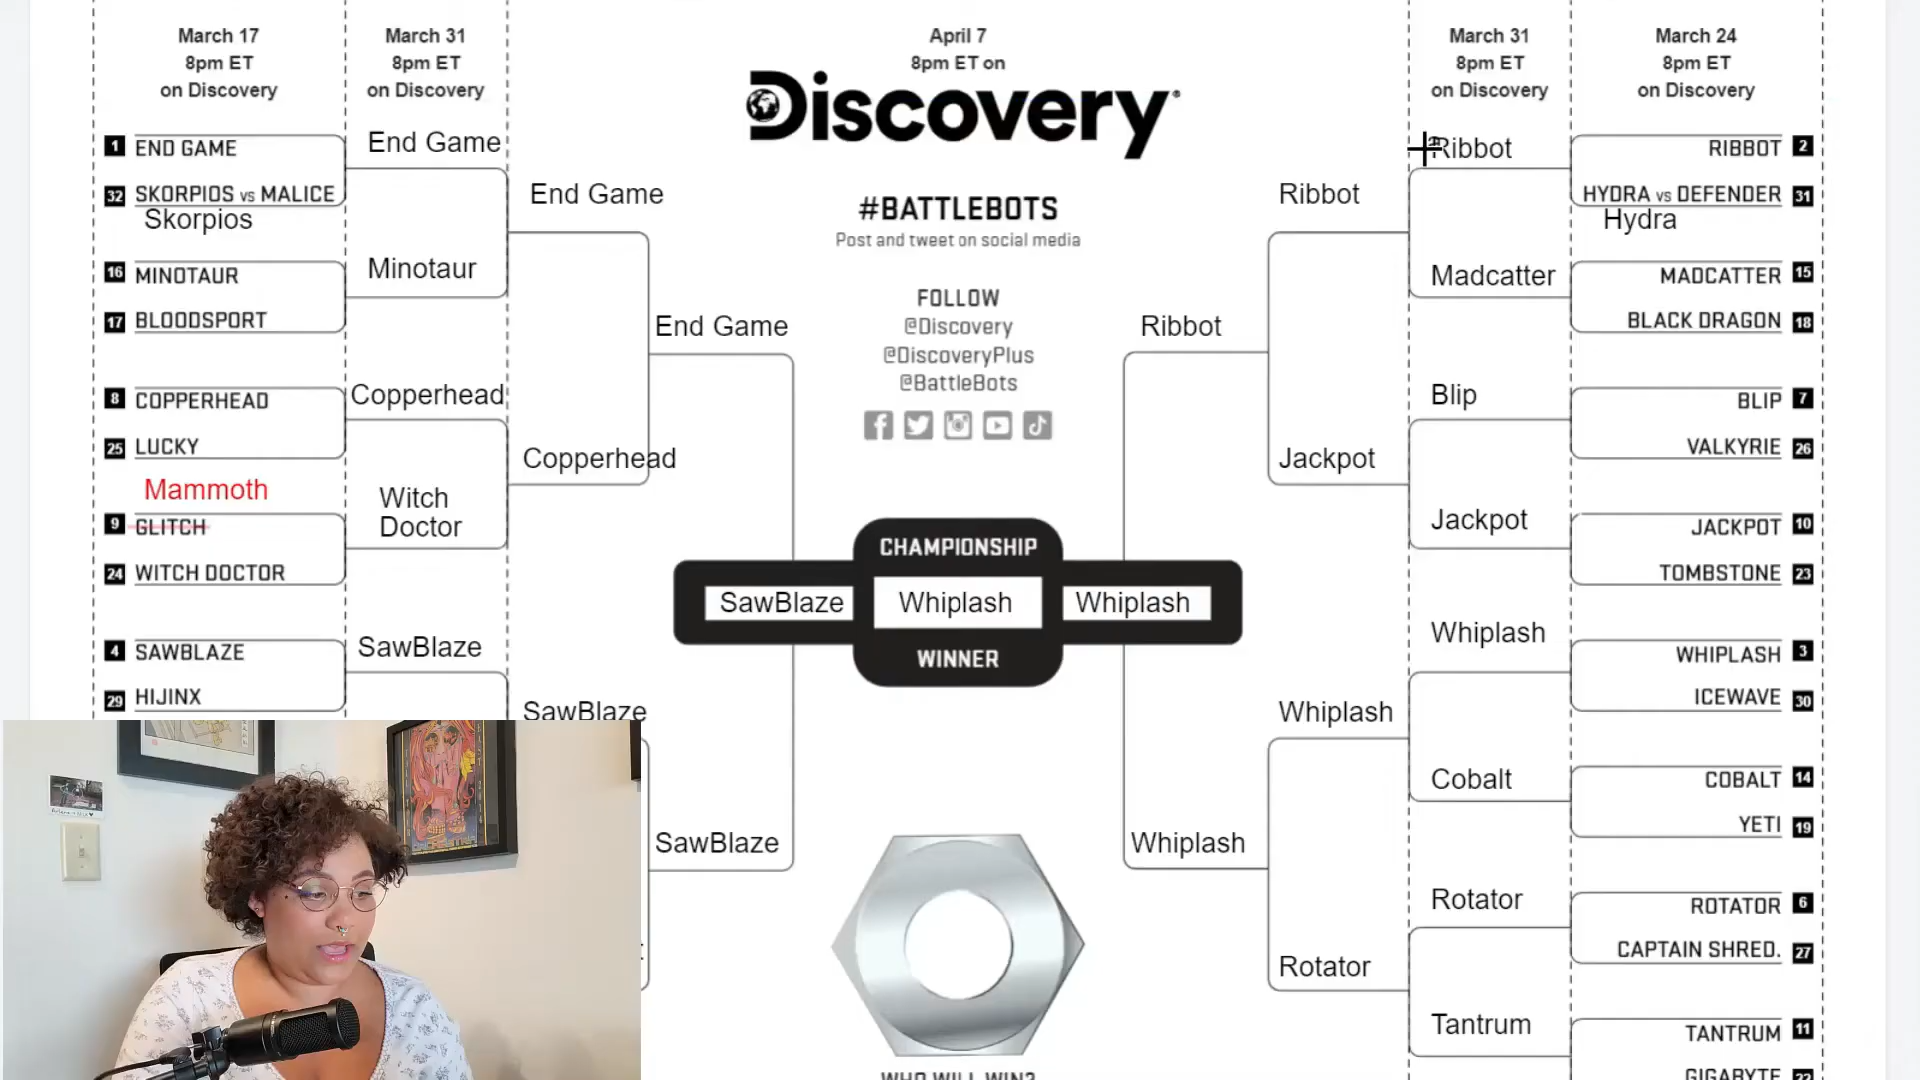 March 17
8pm ET
on Discovery
March 31
8pm ET
on Discovery
April 7
8pm ET on
Discovery
March 31
8pm ET
on Discovery
March 24
8pm ET
on Discovery
#BATTLEBOTS
Post and tweet on social media
FOLLOW
@Discovery
@DiscoveryPlus
@BattleBots
1 END GAME
32 SKORPIOS vs MALICE
Skorpios
16 MINOTAUR
17 BLOODSPORT
8 COPPERHEAD
25 LUCKY
Mammoth
9 GLITCH
24 WITCH DOCTOR
4 SAWBLAZE
29 HIJINX
End Game
Minotaur
Copperhead
Witch
Doctor
SawBlaze
End Game
Copperhead
SawBlaze
End Game
SawBlaze
CHAMPIONSHIP
SawBlaze
Whiplash
Whiplash
WINNER
Ribbot
Whiplash
Ribbot
Jackpot
Whiplash
Rotator
Ribbot
Madcatter
Blip
Jackpot
Whiplash
Cobalt
Rotator
Tantrum
RIBBOT 2
HYDRA vs DEFENDER 31
Hydra
MADCATTER 15
BLACK DRAGON 18
BLIP 7
VALKYRIE 26
JACKPOT 10
TOMBSTONE 23
WHIPLASH 3
ICEWAVE 30
COBALT 14
YETI 19
ROTATOR 6
CAPTAIN SHRED. 27
TANTRUM 11
GIGABYTE 22
WHO WILL WIN?